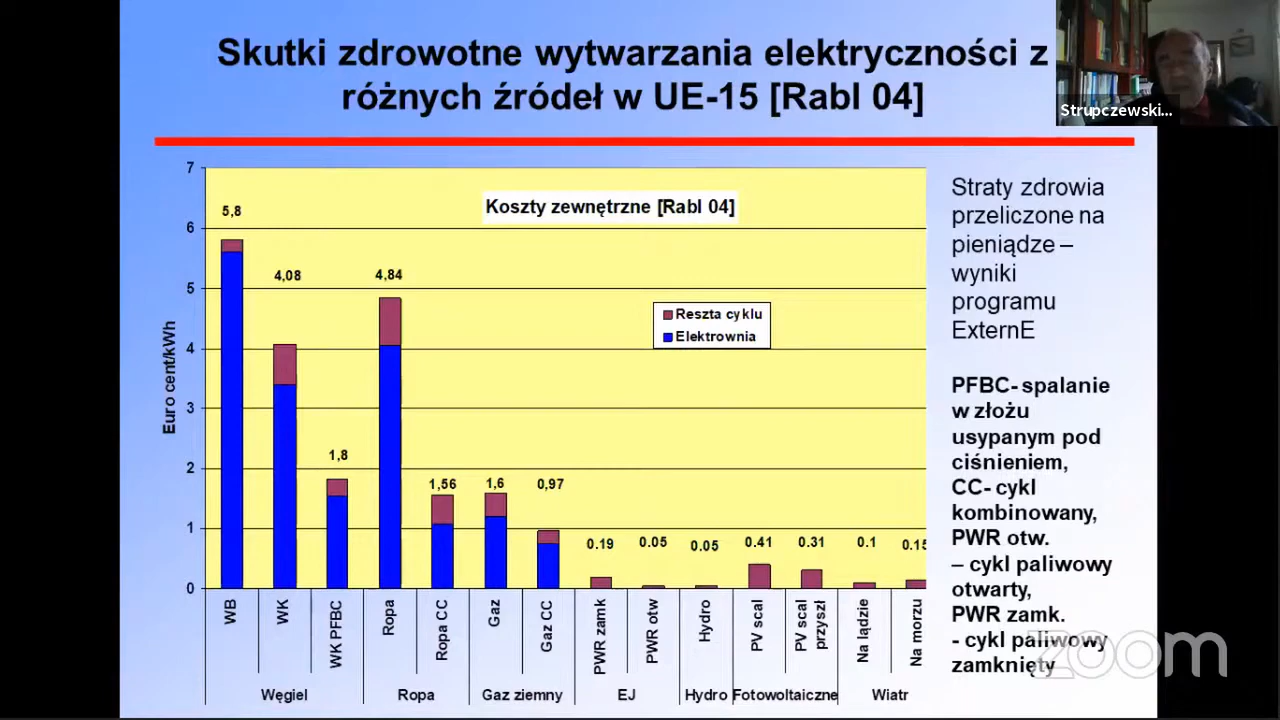 Skutki zdrowotne wytwarzania elektryczności z
różnych źródeł w UE-15 [Rabl 04]
Strupczewski...
Koszty zewnętrzne [Rabl 04]
Reszta cyklu
Elektrownia
Euro cent/kWh
7
6
5
4
3
2
1
0
5,8
4,08
1,8
4,84
1,56
1,6
0,97
0.19
0.05
0.05
0.41
0.31
0.1
0.15
WB
WK
WK PFBC
Ropa
Ropa CC
Gaz
Gaz CC
PWR zamk
PWR otw
Hydro
PV scal
PV scal
przyszł
Na lądzie
Na morzu
Węgiel
Ropa
Gaz ziemny
EJ
Hydro
Fotowoltaiczne
Wiatr
Straty zdrowia
przeliczone na
pieniądze –
wyniki
programu
ExternE
PFBC- spalanie
w złożu
usypanym pod
ciśnieniem,
CC- cykl
kombinowany,
PWR otw.
– cykl paliwowy
otwarty,
PWR zamk.
- cykl paliwowy
zamknięty
zoom